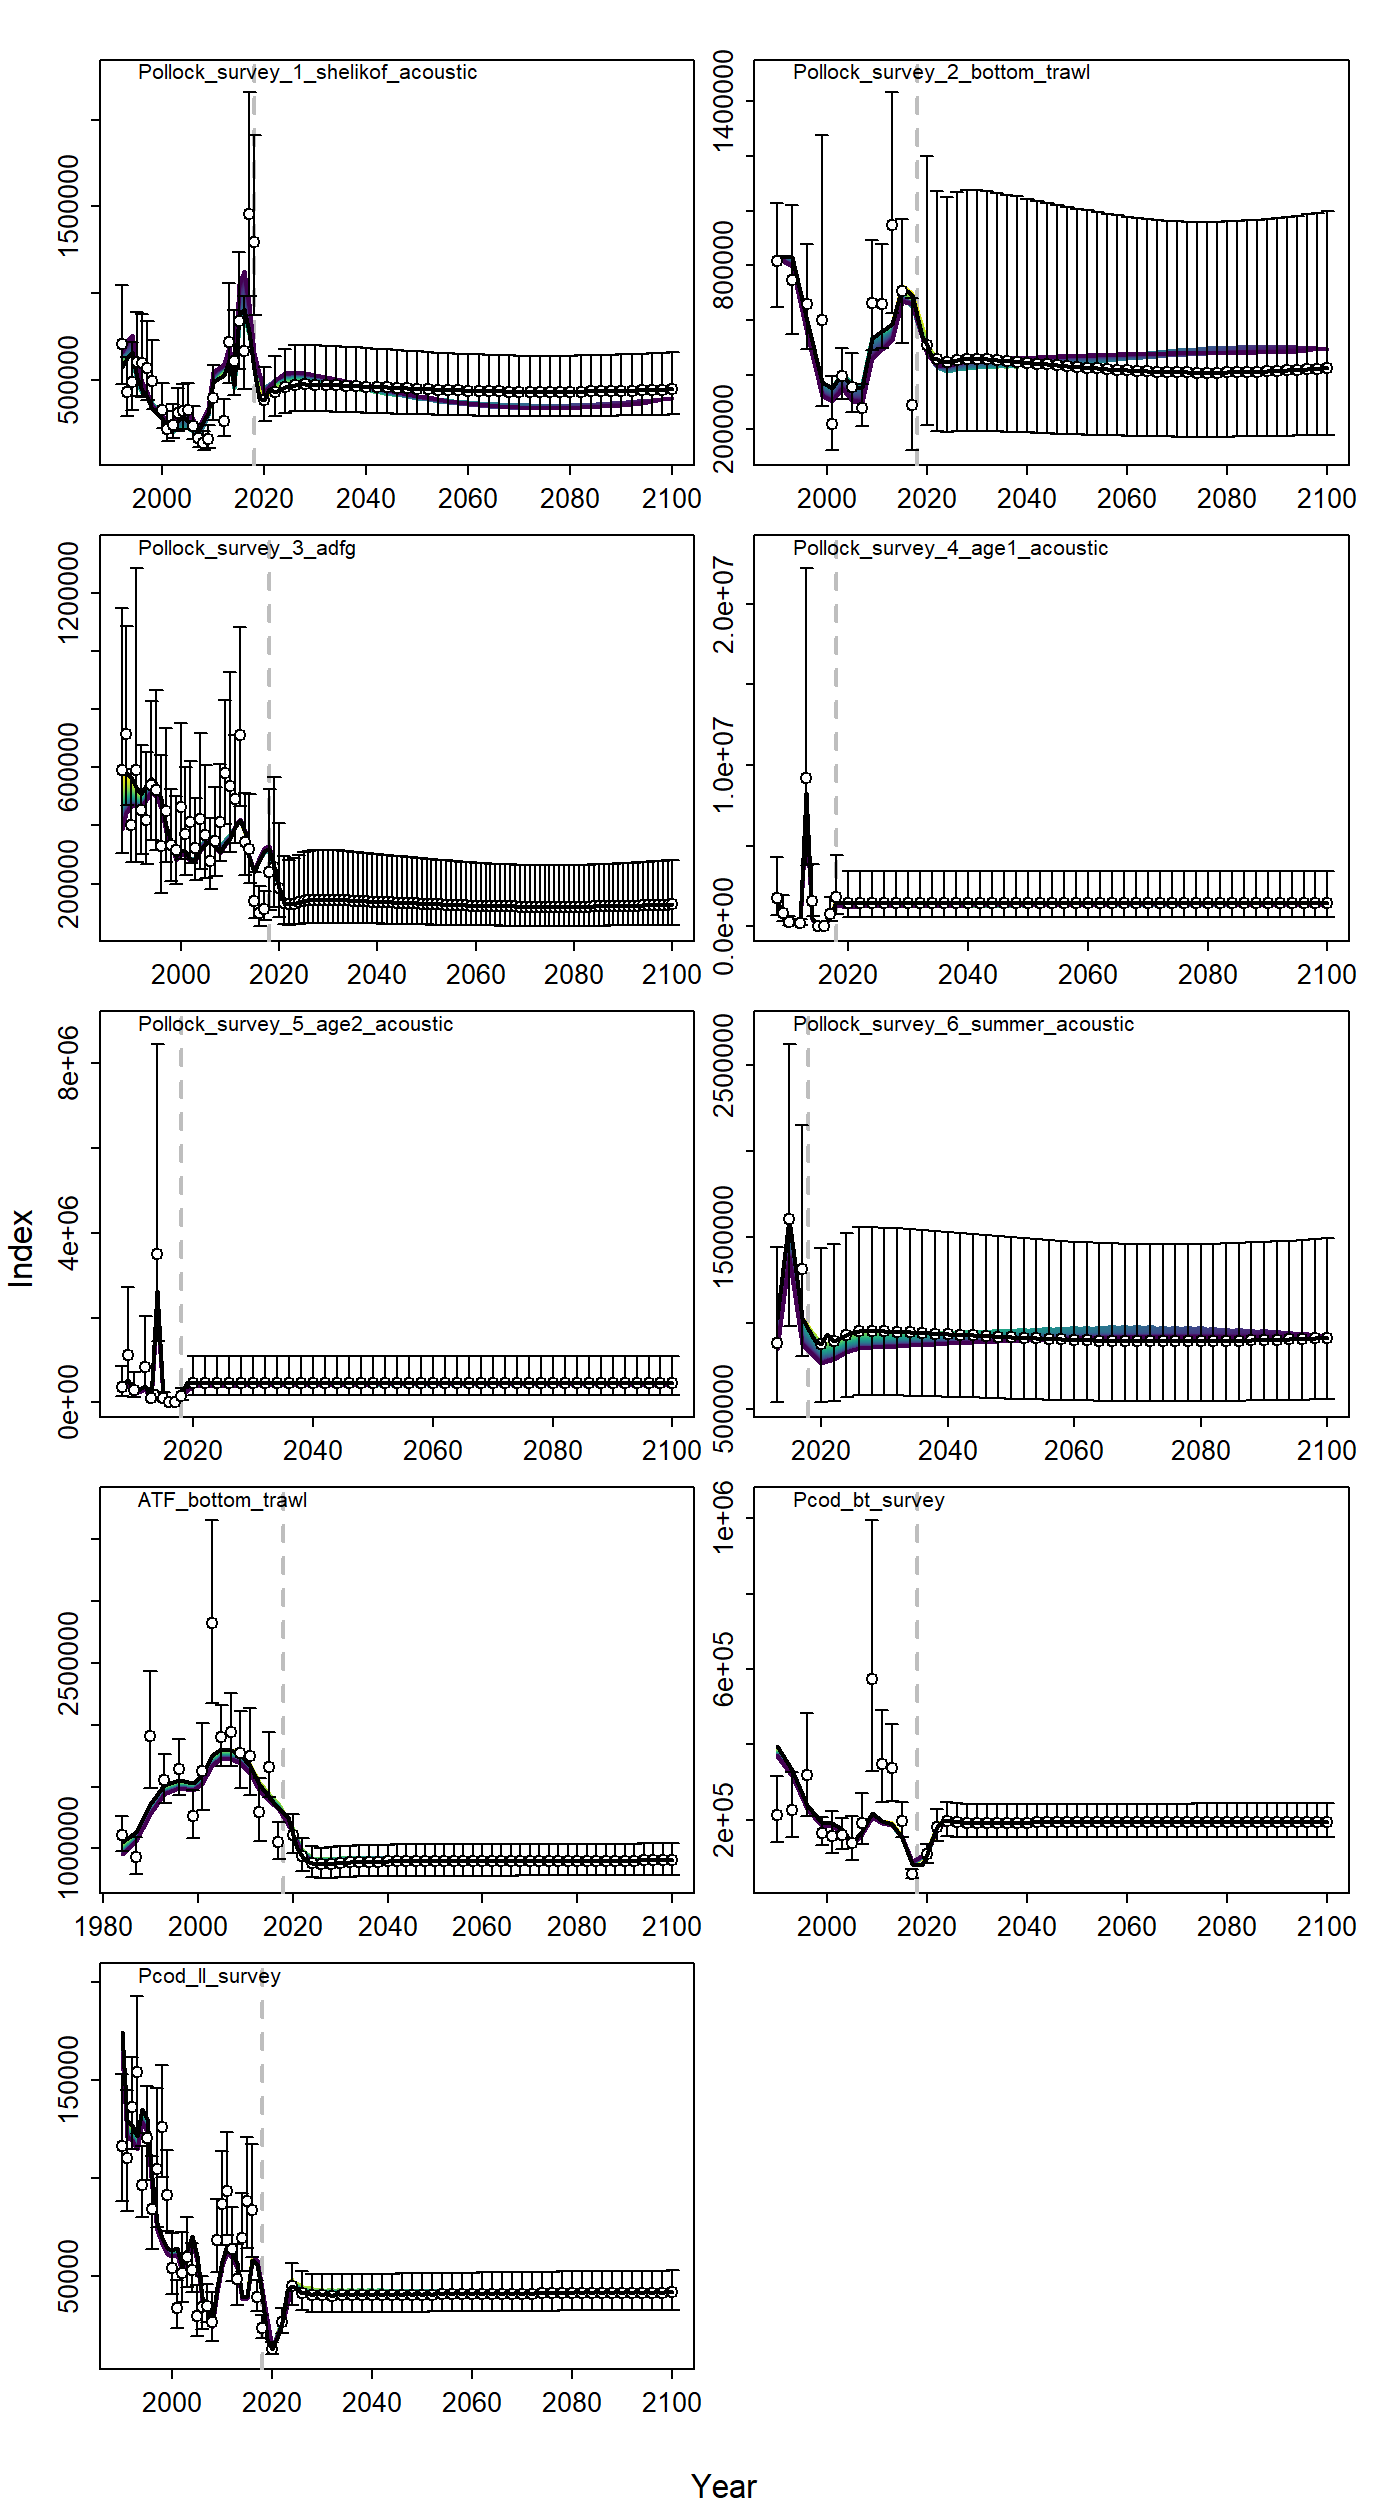 Pollock_survey_1_shelikof_acoustic
500000 1500000
2000 2020 2040 2060 2080 2100
Pollock_survey_2_bottom_trawl
200000 800000 1400000
2000 2020 2040 2060 2080 2100
Pollock_survey_3_adfg
200000 600000 1200000
2000 2020 2040 2060 2080 2100
Pollock_survey_4_age1_acoustic
0.0e+00 1.0e+07 2.0e+07
2020 2040 2060 2080 2100
Pollock_survey_5_age2_acoustic
0e+00 4e+06 8e+06
2020 2040 2060 2080 2100
Pollock_survey_6_summer_acoustic
500000 1500000 2500000
2020 2040 2060 2080 2100
Index
ATF_bottom_trawl
1000000 2500000
1980 2000 2020 2040 2060 2080 2100
Pcod_bt_survey
2e+05 6e+05 1e+06
2000 2020 2040 2060 2080 2100
Pcod_ll_survey
50000 150000
2000 2020 2040 2060 2080 2100
Year